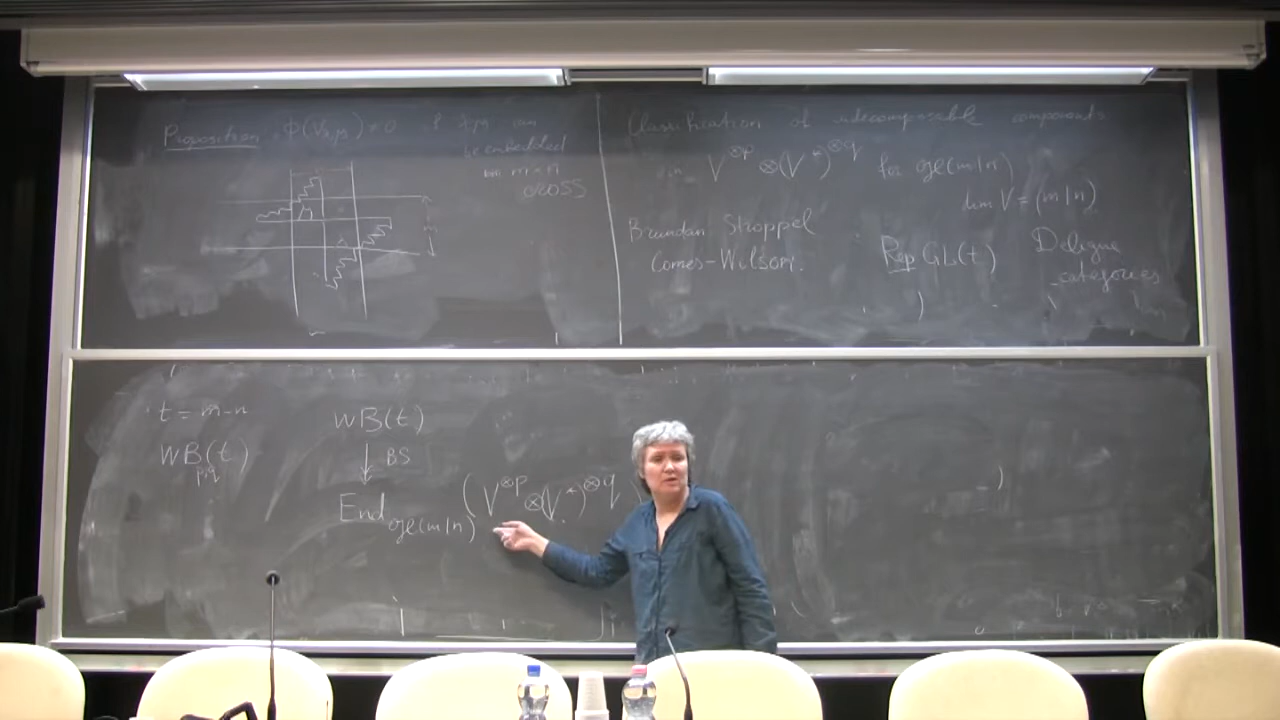 Proposition Φ(V_{λ,μ}) = 0 if λ, μ can
be embedded
m × n
cross
m
Classification of indecomposable components
in V^{⊗p} ⊗ (V^*)^{⊗q} for gl(m|n)
dim V = (m|n)
Brundan Stroppel
Comes-Wilson.
Rep GL(t)
Deligne
categories
t = m-n
wB(t)
p,q
wB(t)
↓ BS
End_{gl(m|n)} (V^{⊗p} ⊗ (V^*)^{⊗q})